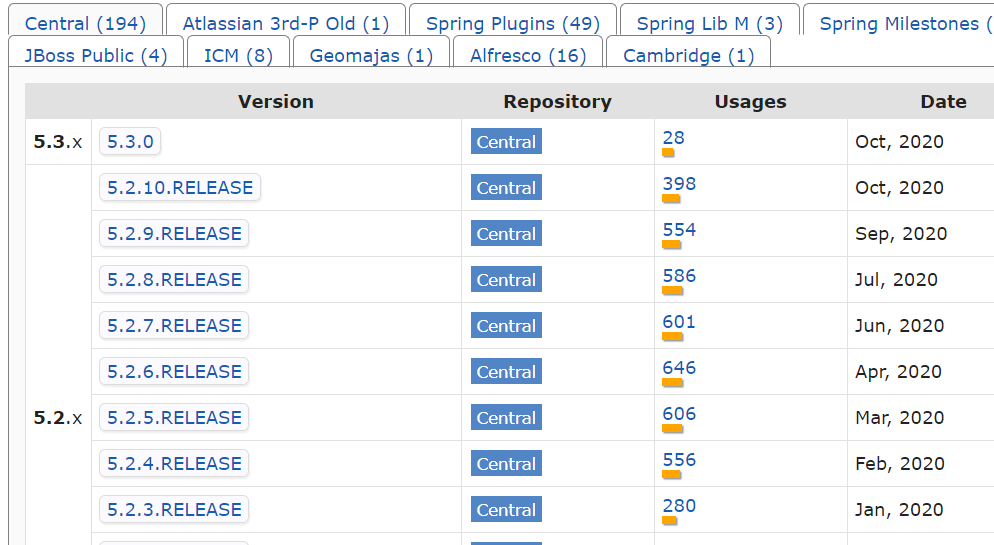 Central (194) Atlassian 3rd-P Old (1) Spring Plugins (49) Spring Lib M (3) Spring Milestones (
JBoss Public (4) ICM (8) Geomajas (1) Alfresco (16) Cambridge (1)
Version Repository Usages Date
5.3.x 5.3.0 Central 28 Oct, 2020
5.2.10.RELEASE Central 398 Oct, 2020
5.2.9.RELEASE Central 554 Sep, 2020
5.2.8.RELEASE Central 586 Jul, 2020
5.2.7.RELEASE Central 601 Jun, 2020
5.2.6.RELEASE Central 646 Apr, 2020
5.2.x 5.2.5.RELEASE Central 606 Mar, 2020
5.2.4.RELEASE Central 556 Feb, 2020
5.2.3.RELEASE Central 280 Jan, 2020